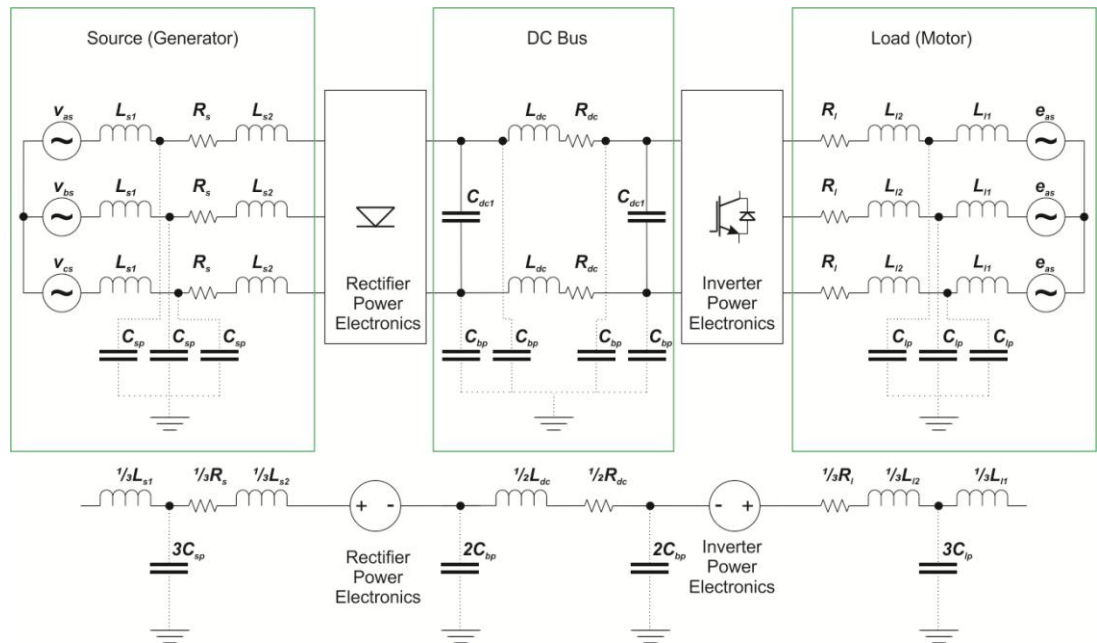 Source (Generator)
DC Bus
Load (Motor)
v_as L_s1 R_s L_s2
L_dc R_dc
R_l L_l2 L_l1 e_as
v_bs L_s1 R_s L_s2
C_dc1 C_dc1
R_l L_l2 L_l1 e_as
v_cs L_s1 R_s L_s2
L_dc R_dc
R_l L_l2 L_l1 e_as
Rectifier
Power
Electronics
Inverter
Power
Electronics
C_sp C_sp C_sp
C_bp C_bp C_bp C_bp
C_lp C_lp C_lp
⅓L_s1 ⅓R_s ⅓L_s2 ½L_dc ½R_dc ⅓R_l ⅓L_l2 ⅓L_l1
+ - - +
3C_sp
Rectifier
Power
Electronics
2C_bp
2C_bp
Inverter
Power
Electronics
3C_lp